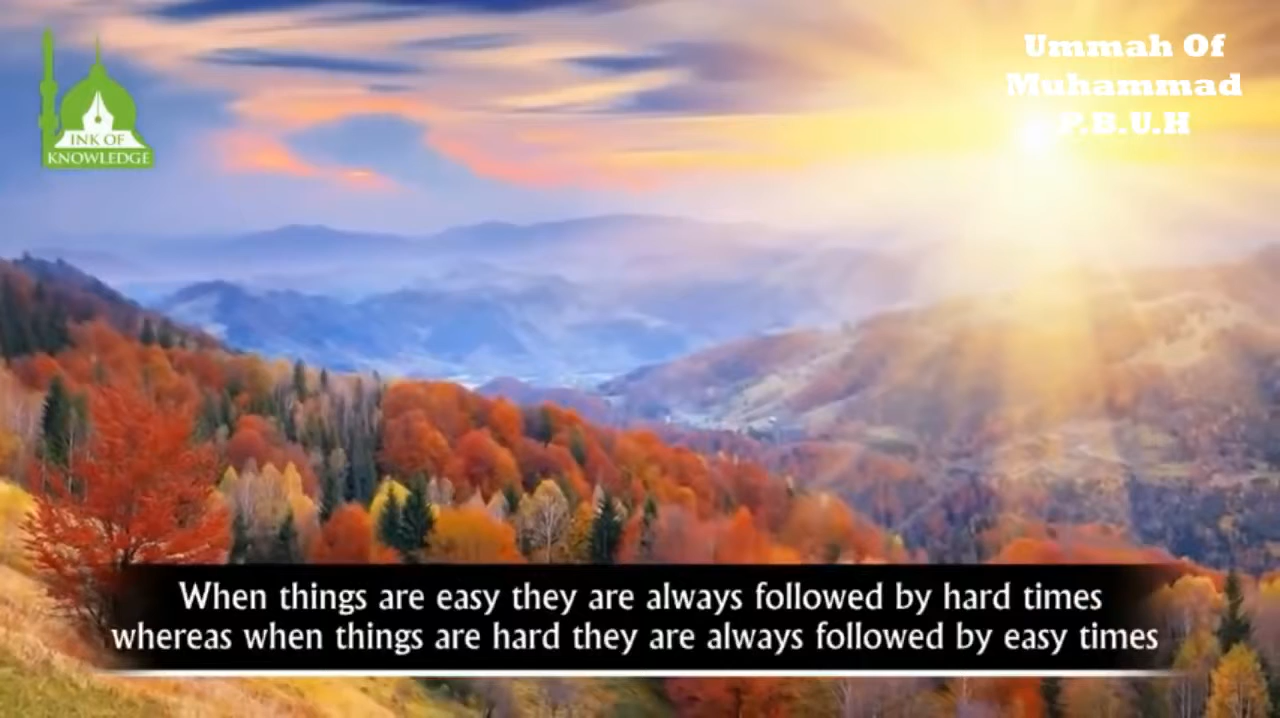 INK OF
KNOWLEDGE
Ummah Of
Muhammad
P.B.U.H
When things are easy they are always followed by hard times
whereas when things are hard they are always followed by easy times